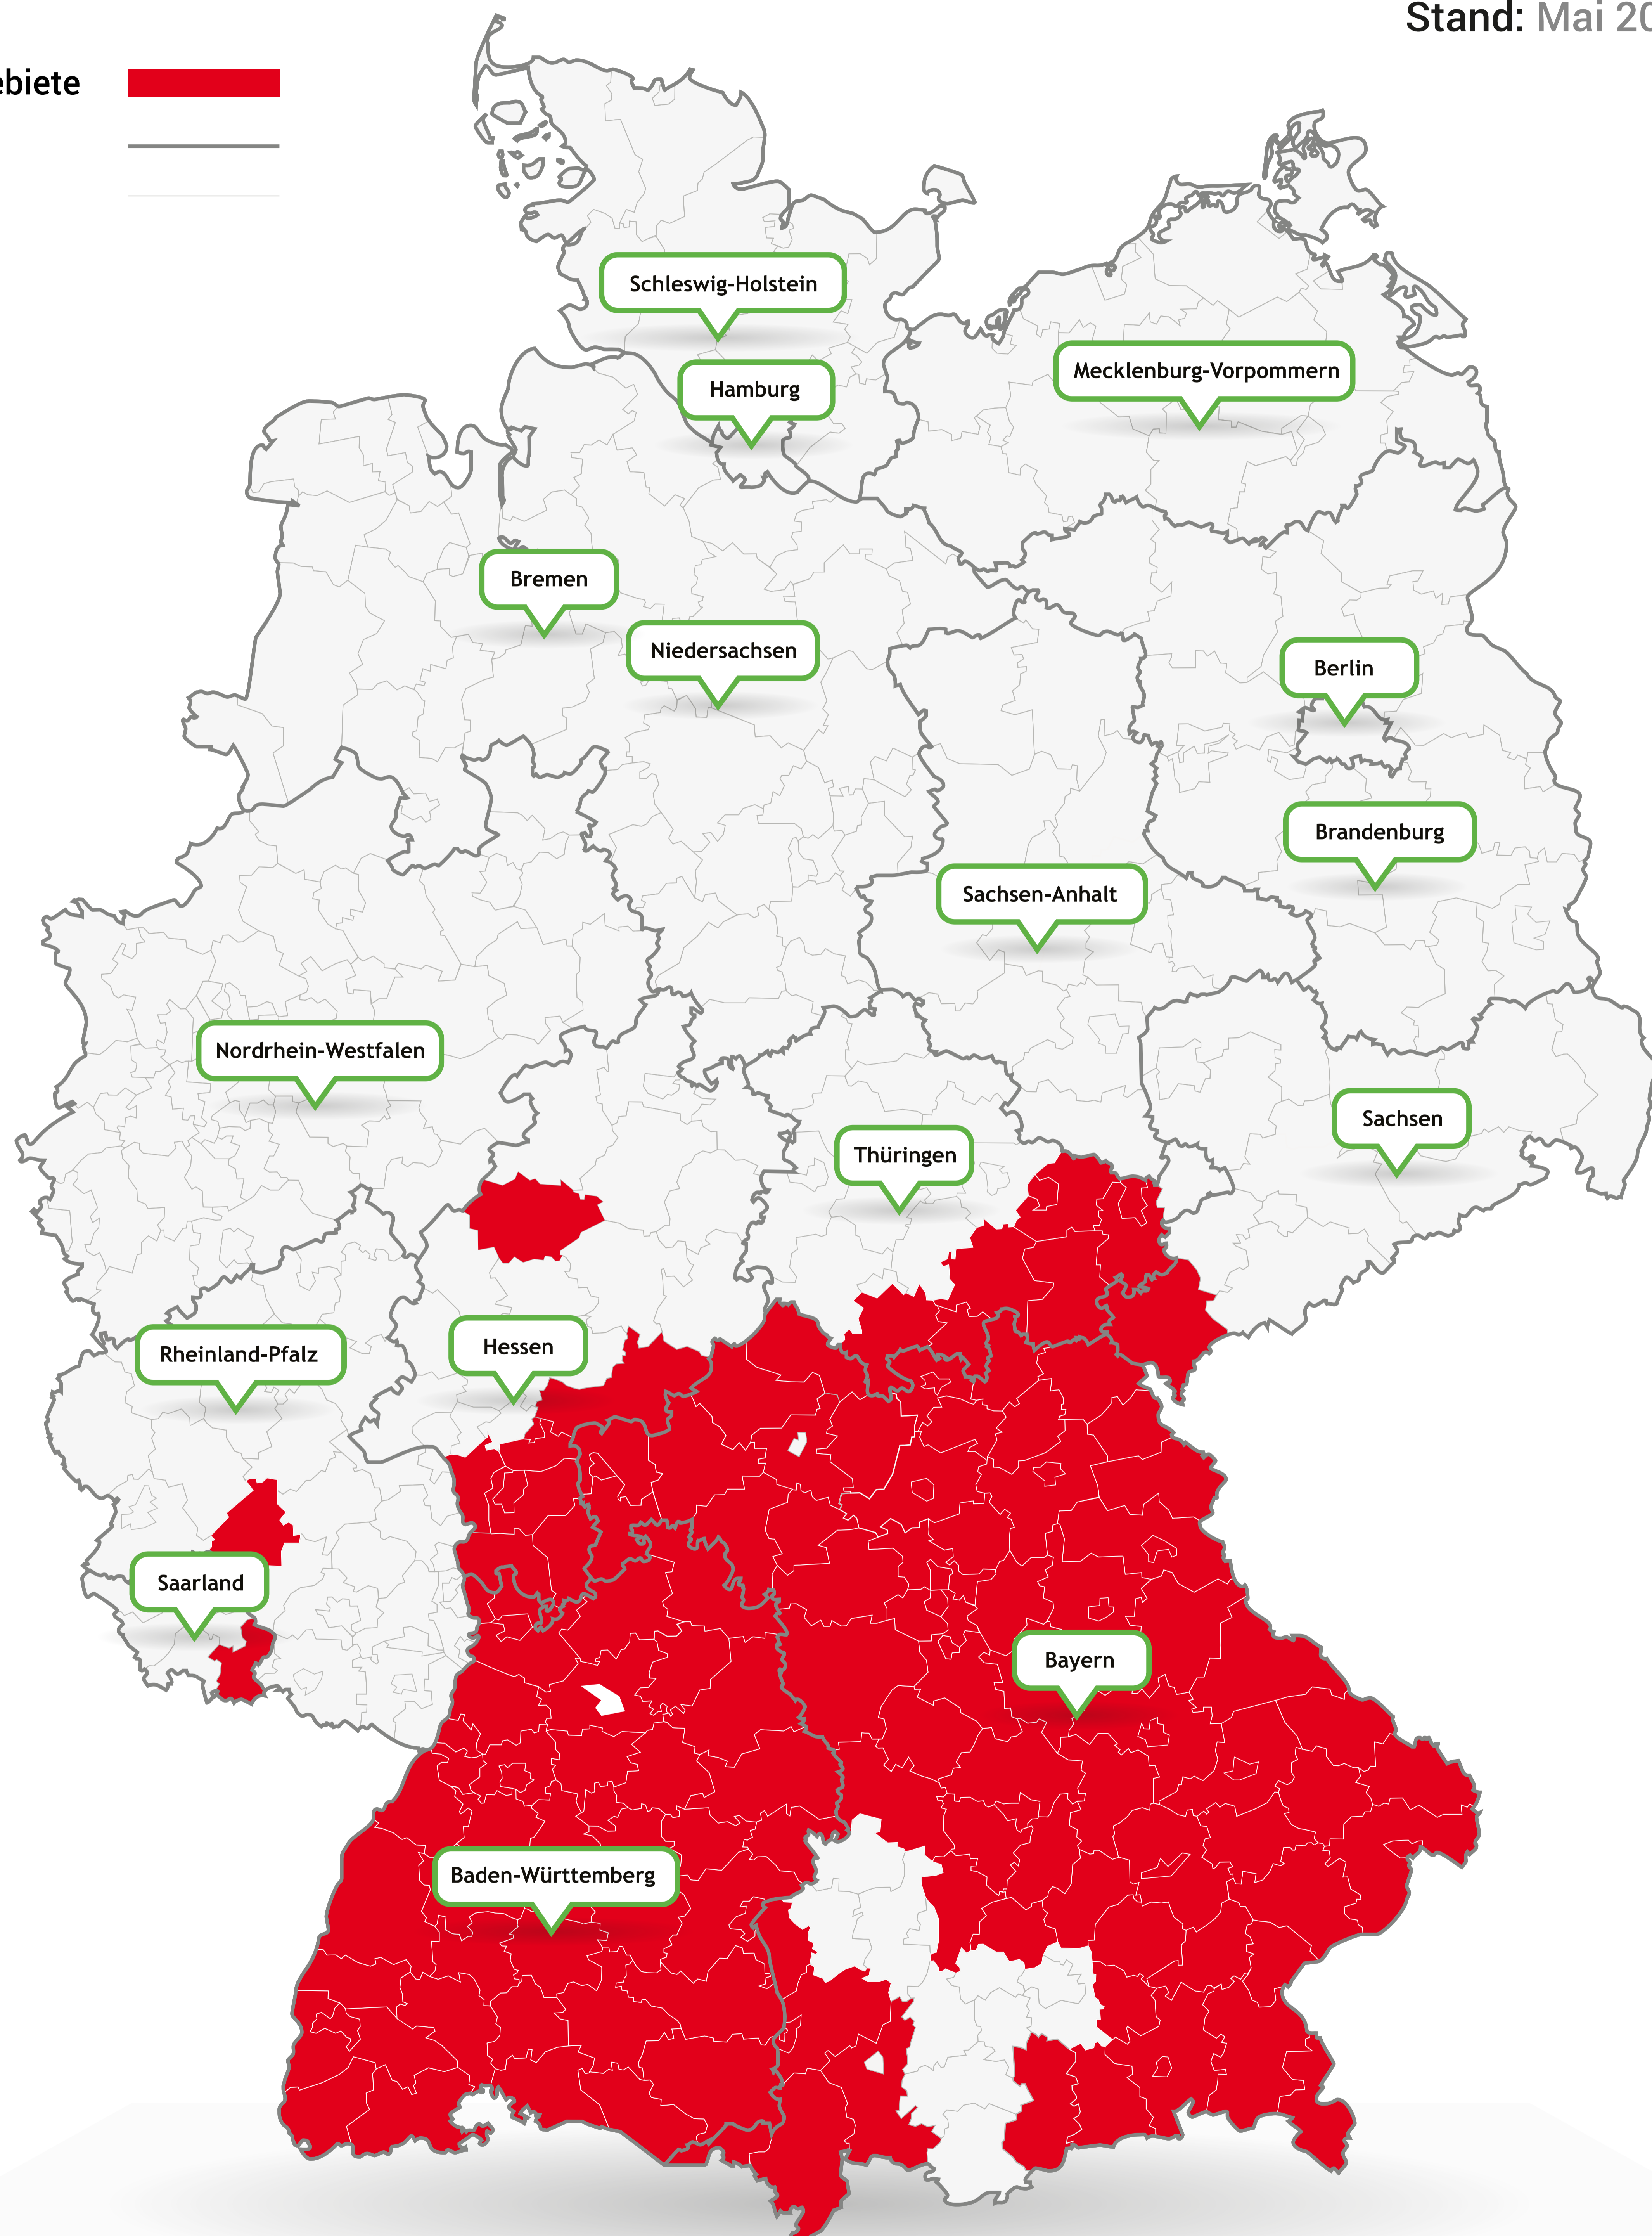 Stand: Mai 20
ebiete
Schleswig-Holstein
Mecklenburg-Vorpommern
Hamburg
Bremen
Niedersachsen
Berlin
Brandenburg
Sachsen-Anhalt
Nordrhein-Westfalen
Sachsen
Thüringen
Hessen
Rheinland-Pfalz
Saarland
Bayern
Baden-Württemberg